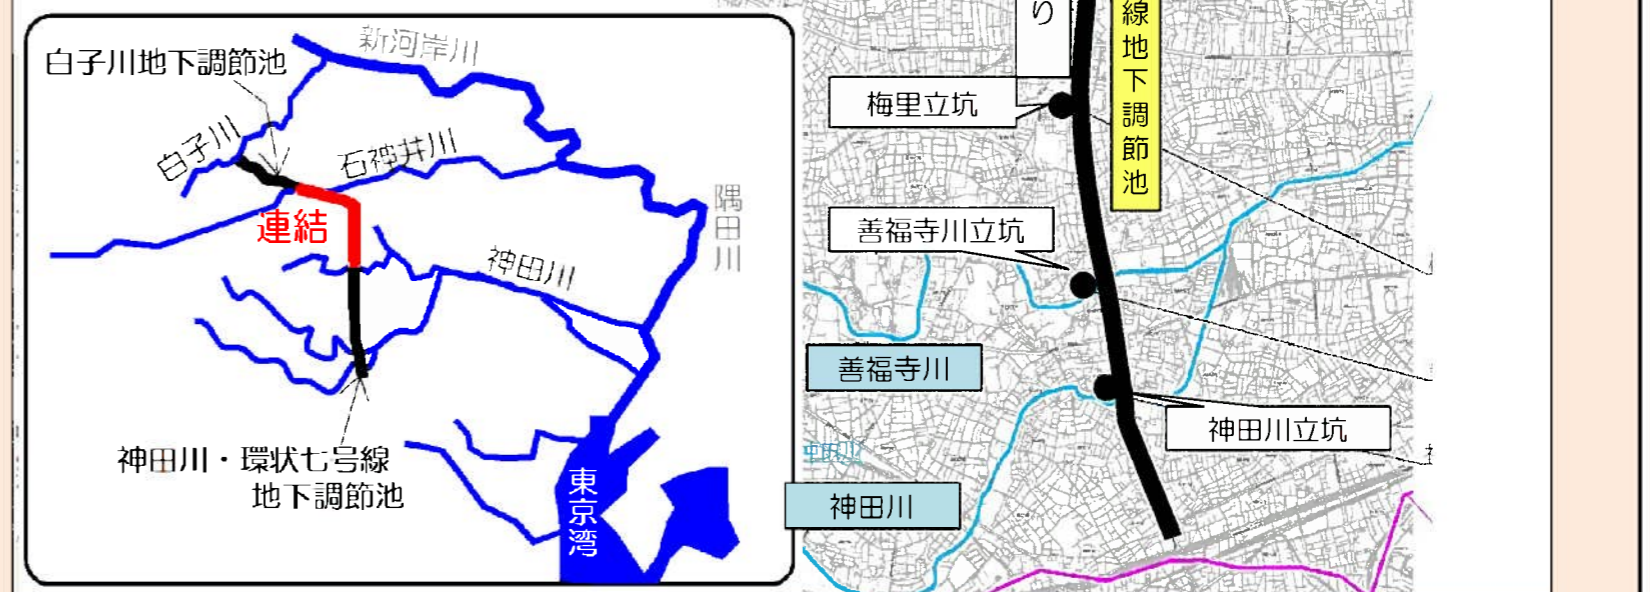 新河岸川
白子川地下調節池
白子川
石神井川
隅田川
連結
神田川
神田川・環状七号線
地下調節池
東京湾
り
線地下調節池
梅里立坑
善福寺川立坑
善福寺川
神田川立坑
神田川